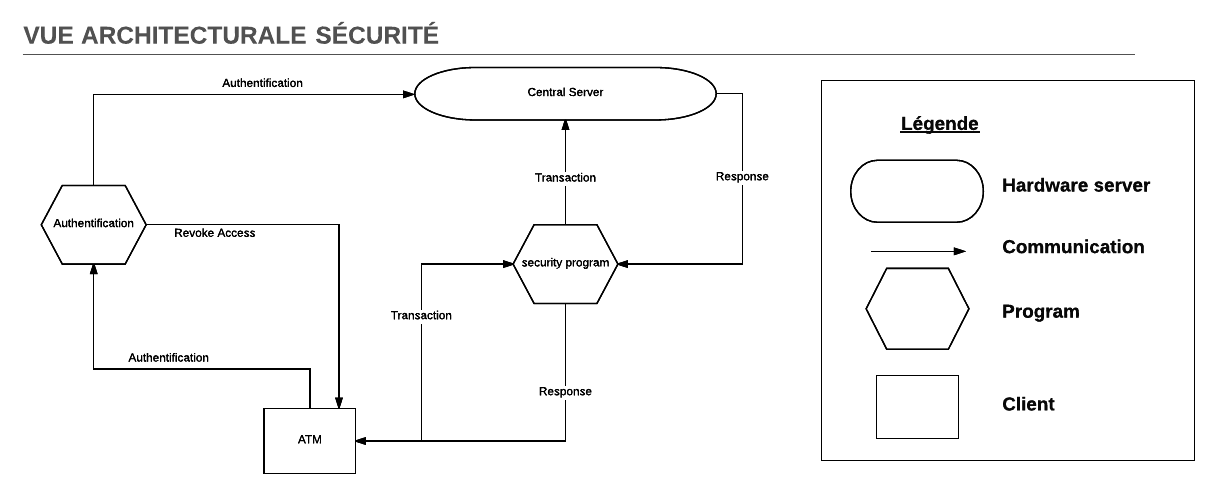 VUE ARCHITECTURALE SÉCURITÉ
Authentification
Central Server
Légende
Transaction
Response
Hardware server
Authentification
Revoke Access
Communication
security program
Transaction
Program
Authentification
Response
Client
ATM